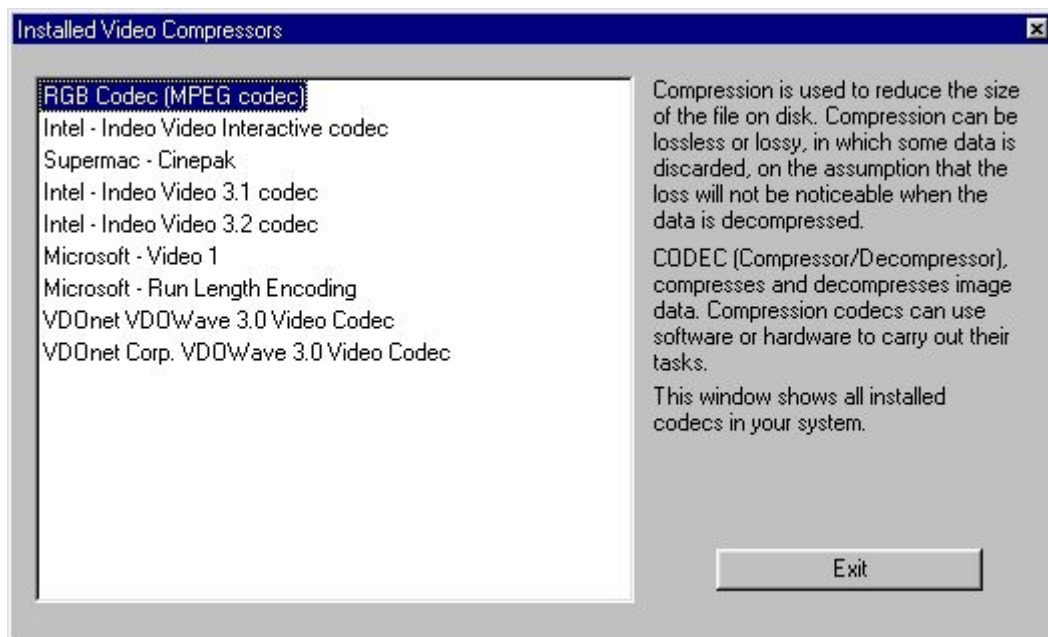 Installed Video Compressors
RGB Codec (MPEG codec)
Intel - Indeo Video Interactive codec
Supermac - Cinepak
Intel - Indeo Video 3.1 codec
Intel - Indeo Video 3.2 codec
Microsoft - Video 1
Microsoft - Run Length Encoding
VDOnet VDOWave 3.0 Video Codec
VDOnet Corp. VDOWave 3.0 Video Codec
Compression is used to reduce the size
of the file on disk. Compression can be
lossless or lossy, in which some data is
discarded, on the assumption that the
loss will not be noticeable when the
data is decompressed.
CODEC (Compressor/Decompressor),
compresses and decompresses image
data. Compression codecs can use
software or hardware to carry out their
tasks.
This window shows all installed
codecs in your system.
Exit